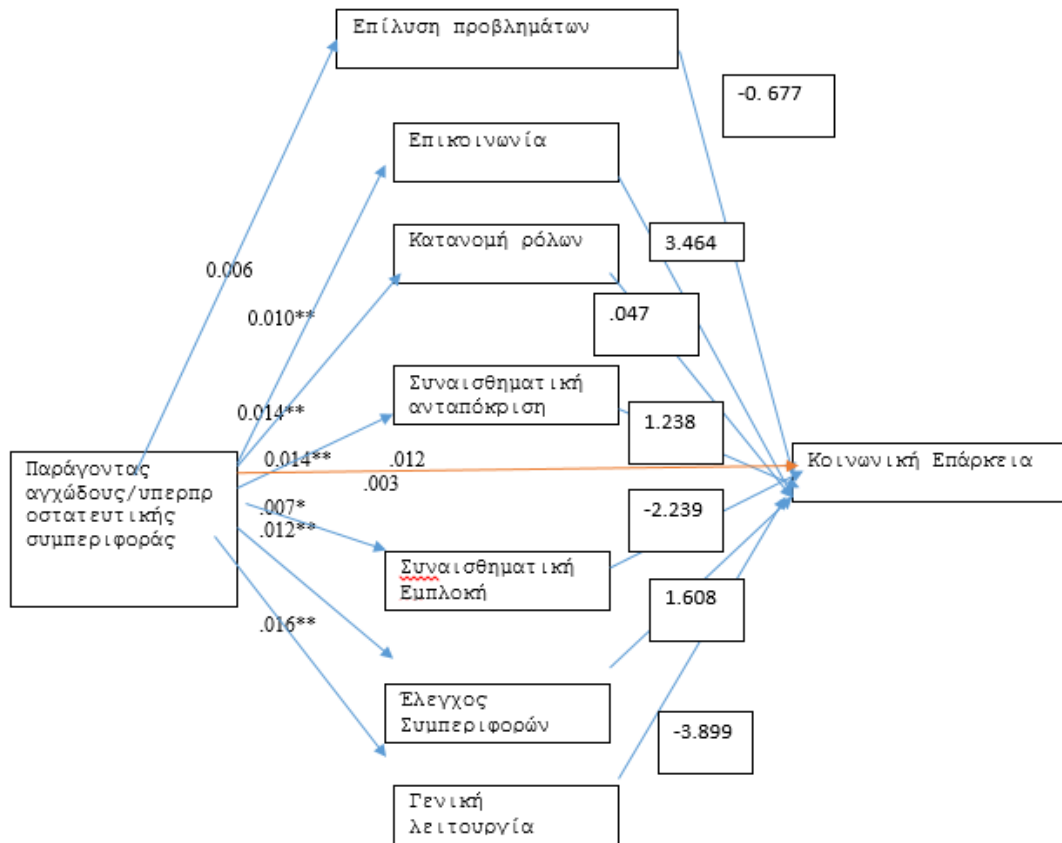 Επίλυση προβλημάτων
-0. 677
Επικοινωνία
Κατανομή ρόλων
3.464
0.006
0.010**
.047
Συναισθηματική
ανταπόκριση
0.014**
1.238
0.014**
.012
Κοινωνική Επάρκεια
Παράγοντας
αγχώδους/υπερπρ
οστατευτικής
συμπεριφοράς
.003
.007*
-2.239
.012**
Συναισθηματική
Εμπλοκή
1.608
.016**
Έλεγχος
Συμπεριφορών
-3.899
Γενική
λειτουργία